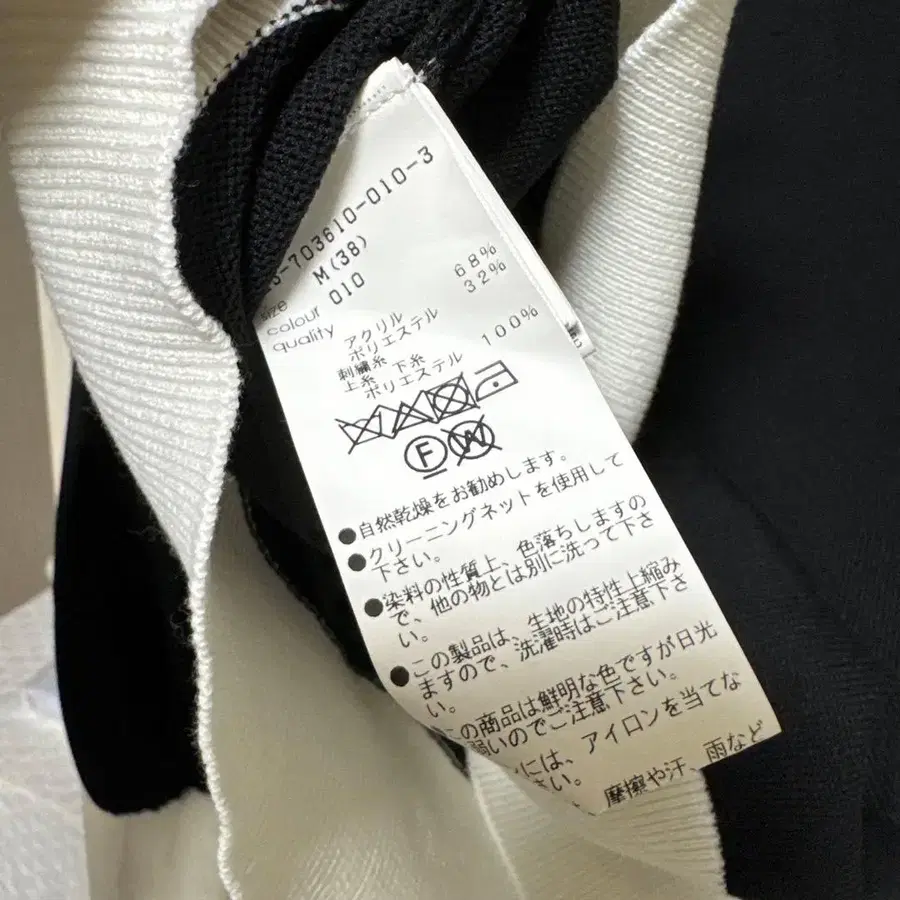 3-703610-010-3
size M(38)
colour 010
quality
アクリル 68%
ポリエステル 32%
刺繍糸
上糸 下糸
ポリエステル 100%
F W
●自然乾燥をお勧めします。
●クリーニングネットを使用して
下さい。
●染料の性質上、色落ちしますの
で、他の物とは別に洗って下さ
い。
●この製品は、生地の特性上縮み
ますので、洗濯時はご注意下さ
い。
この商品は鮮明な色ですが日光
弱いのでご注意下さい。
には、アイロンを当てな
さい。
摩擦や汗、雨など